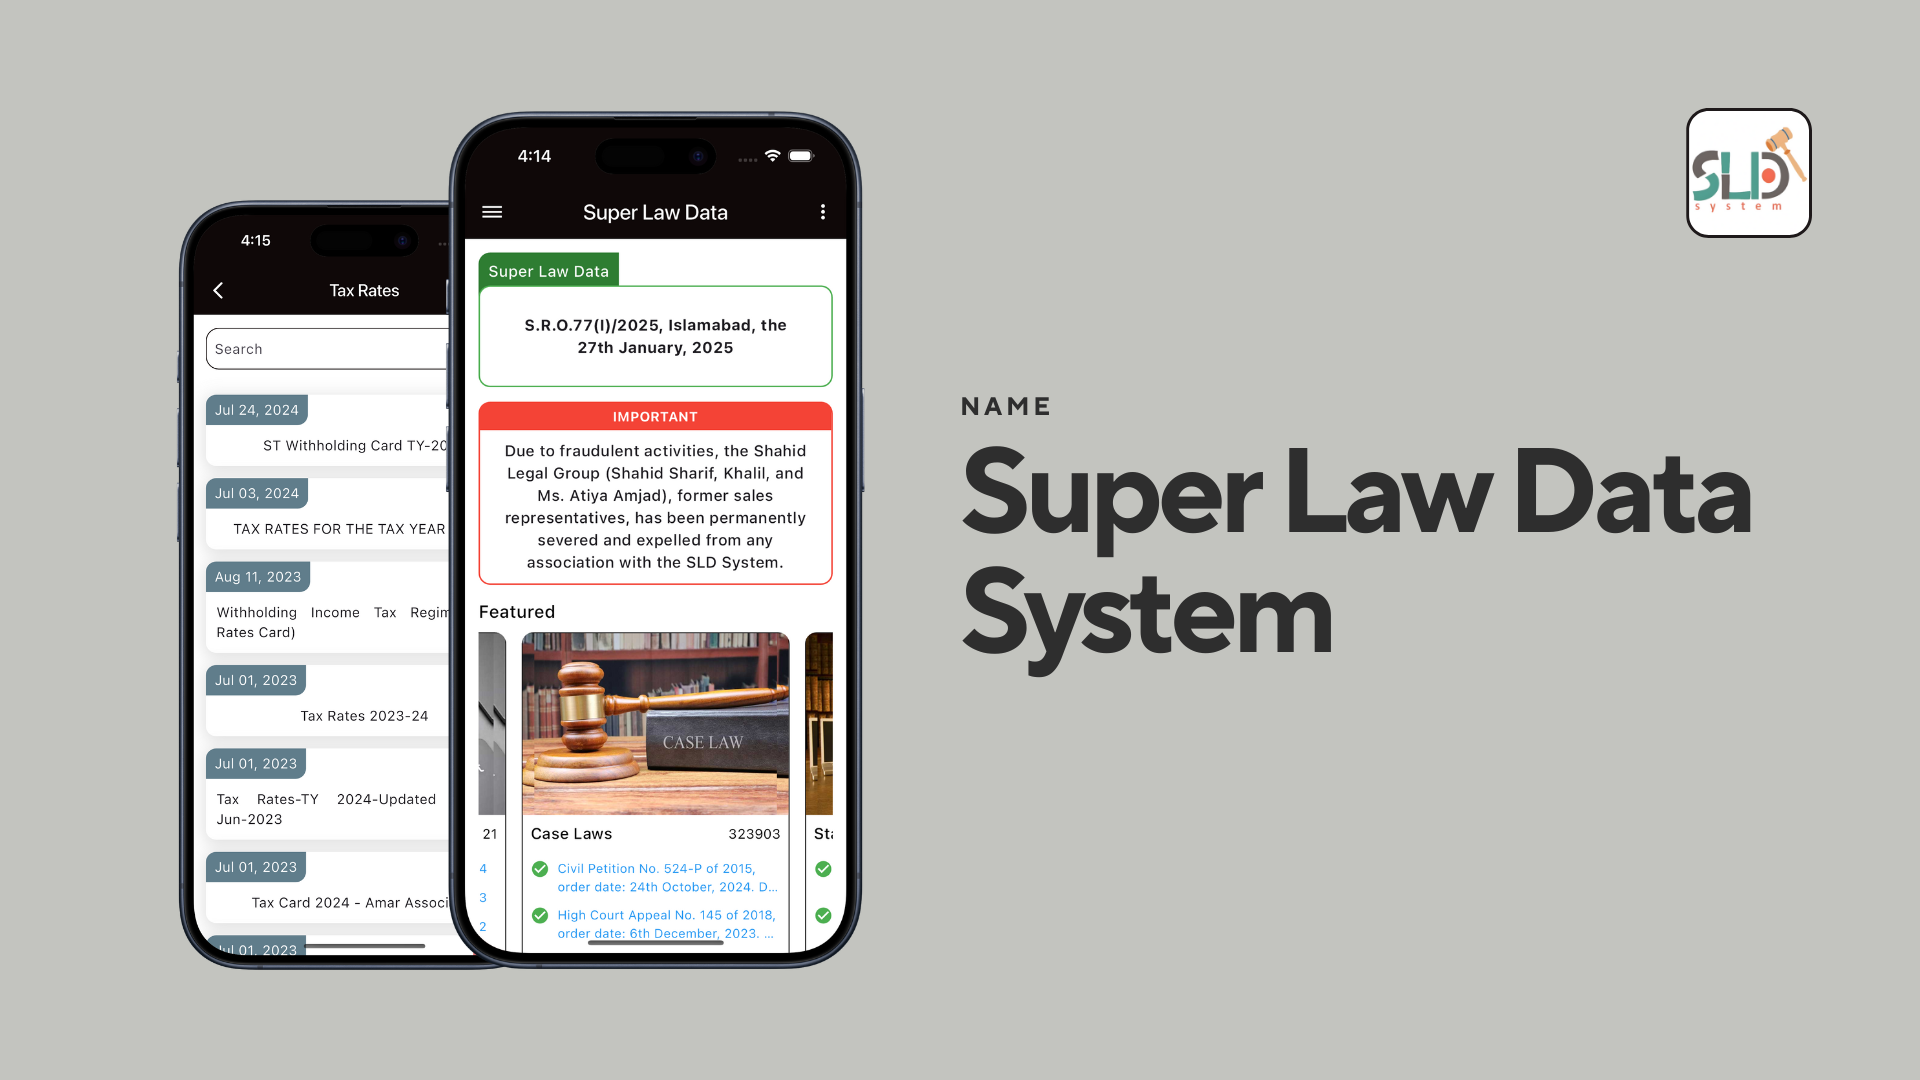 4:15
Tax Rates
Search
Jul 24, 2024
ST Withholding Card TY-20
Jul 03, 2024
TAX RATES FOR THE TAX YEAR
Aug 11, 2023
Withholding Income Tax Regim
Rates Card)
Jul 01, 2023
Tax Rates 2023-24
Jul 01, 2023
Tax Rates-TY 2024-Updated
Jun-2023
Jul 01, 2023
Tax Card 2024 - Amar Associ
Jul 01, 2023
4:14
Super Law Data
Super Law Data
S.R.O.77(I)/2025, Islamabad, the
27th January, 2025
IMPORTANT
Due to fraudulent activities, the Shahid
Legal Group (Shahid Sharif, Khalil, and
Ms. Atiya Amjad), former sales
representatives, has been permanently
severed and expelled from any
association with the SLD System.
Featured
CASE LAW
21
4
3
2
Case Laws 323903
Civil Petition No. 524-P of 2015,
order date: 24th October, 2024. D...
High Court Appeal No. 145 of 2018,
order date: 6th December, 2023. ...
Sta
SLD
system
NAME
Super Law Data
System